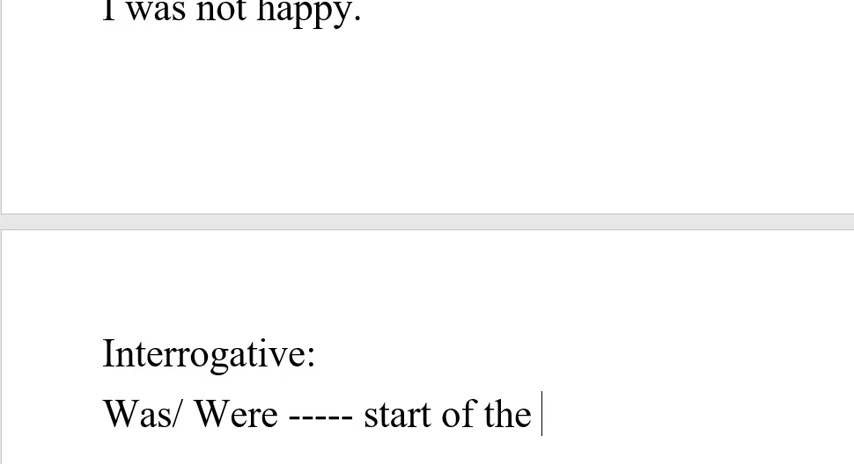 I was not happy.
Interrogative:
Was/ Were ----- start of the